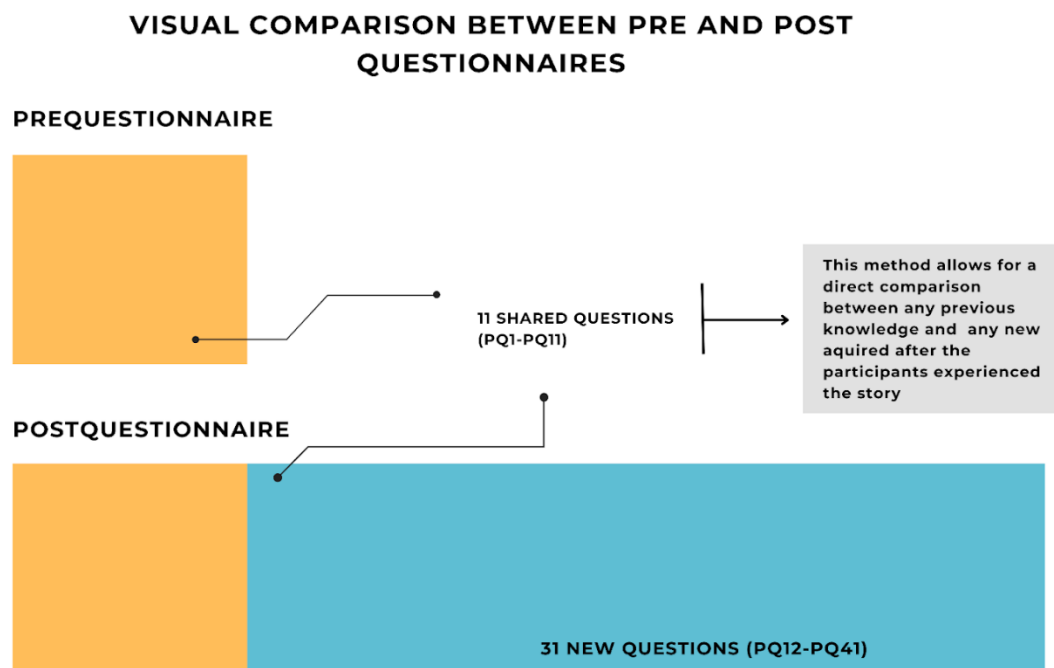 VISUAL COMPARISON BETWEEN PRE AND POST
QUESTIONNAIRES
PREQUESTIONNAIRE
11 SHARED QUESTIONS
(PQ1-PQ11)
This method allows for a
direct comparison
between any previous
knowledge and any new
aquired after the
participants experienced
the story
POSTQUESTIONNAIRE
31 NEW QUESTIONS (PQ12-PQ41)